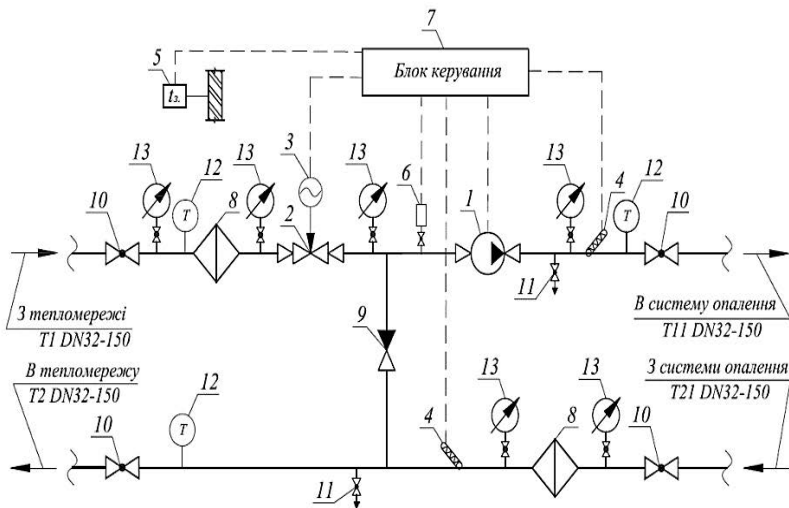 7
5
Блок керування
tз.
13
12
13
3
13
13
12
10
8
6
4
10
2
1
T
T
З тепломережі
T1 DN32-150
11
В систему опалення
T11 DN32-150
9
В тепломережу
T2 DN32-150
З системи опалення
T21 DN32-150
12
13
13
10
T
4
8
10
11